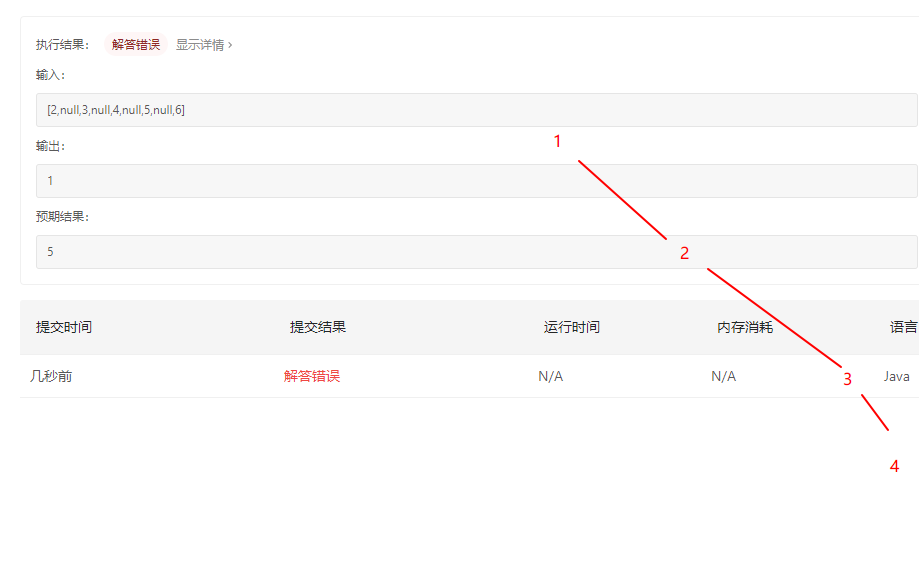 执行结果： 解答错误 显示详情 ›
输入：
[2,null,3,null,4,null,5,null,6]
输出：
1
预期结果：
5
1
2
3
4
提交时间 提交结果 运行时间 内存消耗 语言
几秒前 解答错误 N/A N/A Java